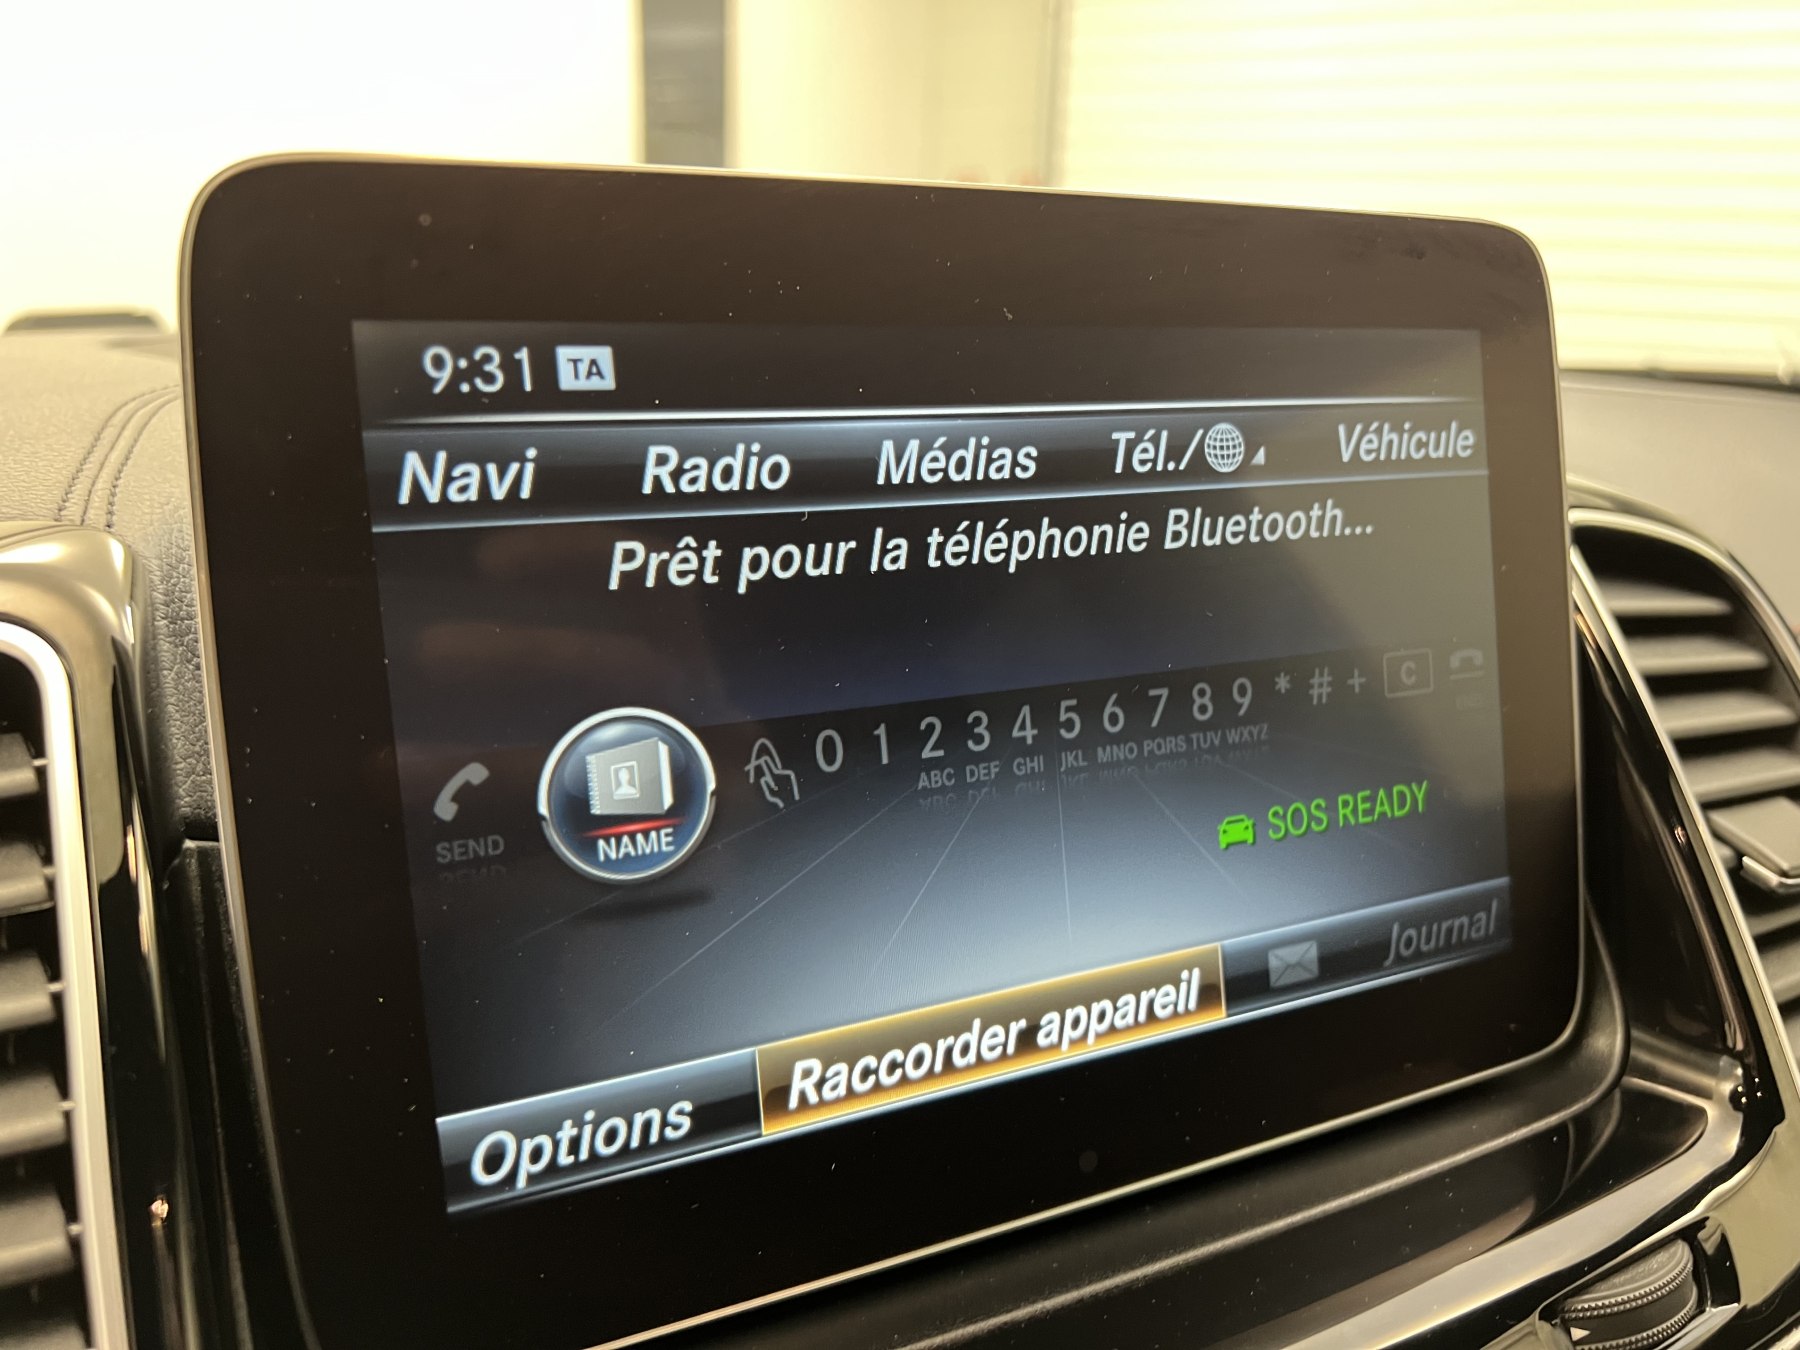 9:31 TA
Navi Radio Médias Tél./ Véhicule
Prêt pour la téléphonie Bluetooth...
SEND NAME 0 1 2 3 4 5 6 7 8 9 * # + C
ABC DEF GHI JKL MNO PQRS TUV WXYZ
SOS READY
Options Raccorder appareil Journal